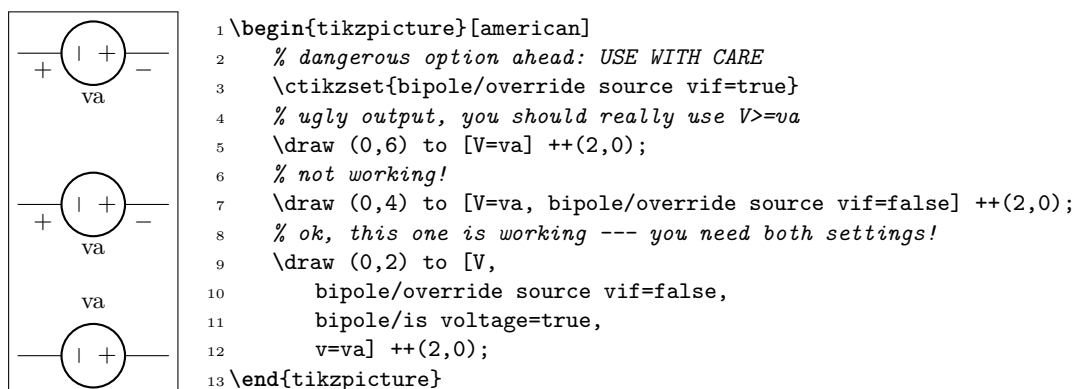 + −
va
+ −
va
va
1 \begin{tikzpicture}[american]
2 % dangerous option ahead: USE WITH CARE
3 \ctikzset{bipole/override source vif=true}
4 % ugly output, you should really use V>=va
5 \draw (0,6) to [V=va] ++(2,0);
6 % not working!
7 \draw (0,4) to [V=va, bipole/override source vif=false] ++(2,0);
8 % ok, this one is working --- you need both settings!
9 \draw (0,2) to [V,
10 bipole/override source vif=false,
11 bipole/is voltage=true,
12 v=va] ++(2,0);
13 \end{tikzpicture}